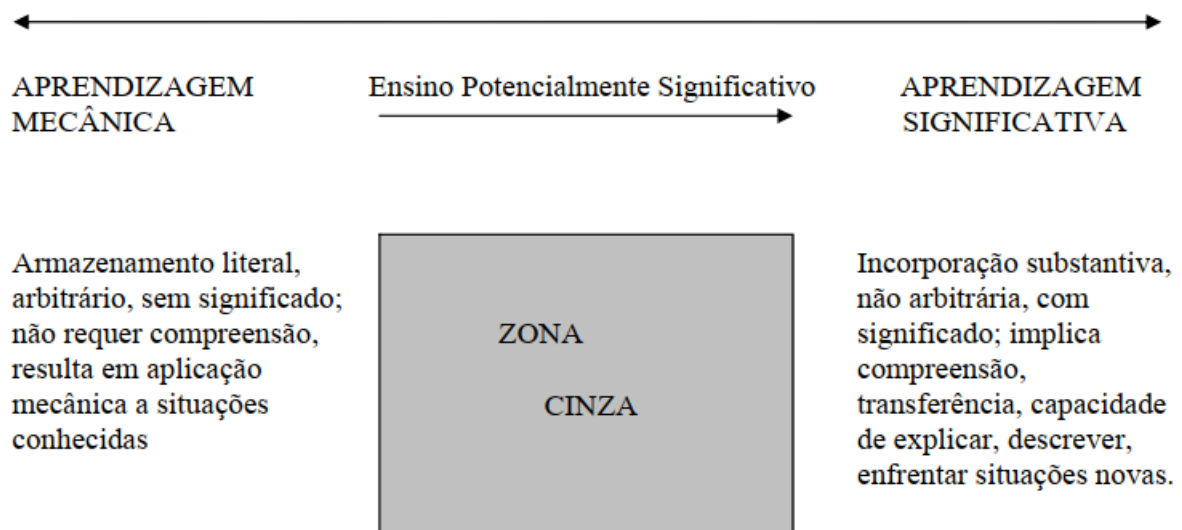 APRENDIZAGEM
MECÂNICA
Ensino Potencialmente Significativo
APRENDIZAGEM
SIGNIFICATIVA
Armazenamento literal,
arbitrário, sem significado;
não requer compreensão,
resulta em aplicação
mecânica a situações
conhecidas
ZONA
CINZA
Incorporação substantiva,
não arbitrária, com
significado; implica
compreensão,
transferência, capacidade
de explicar, descrever,
enfrentar situações novas.